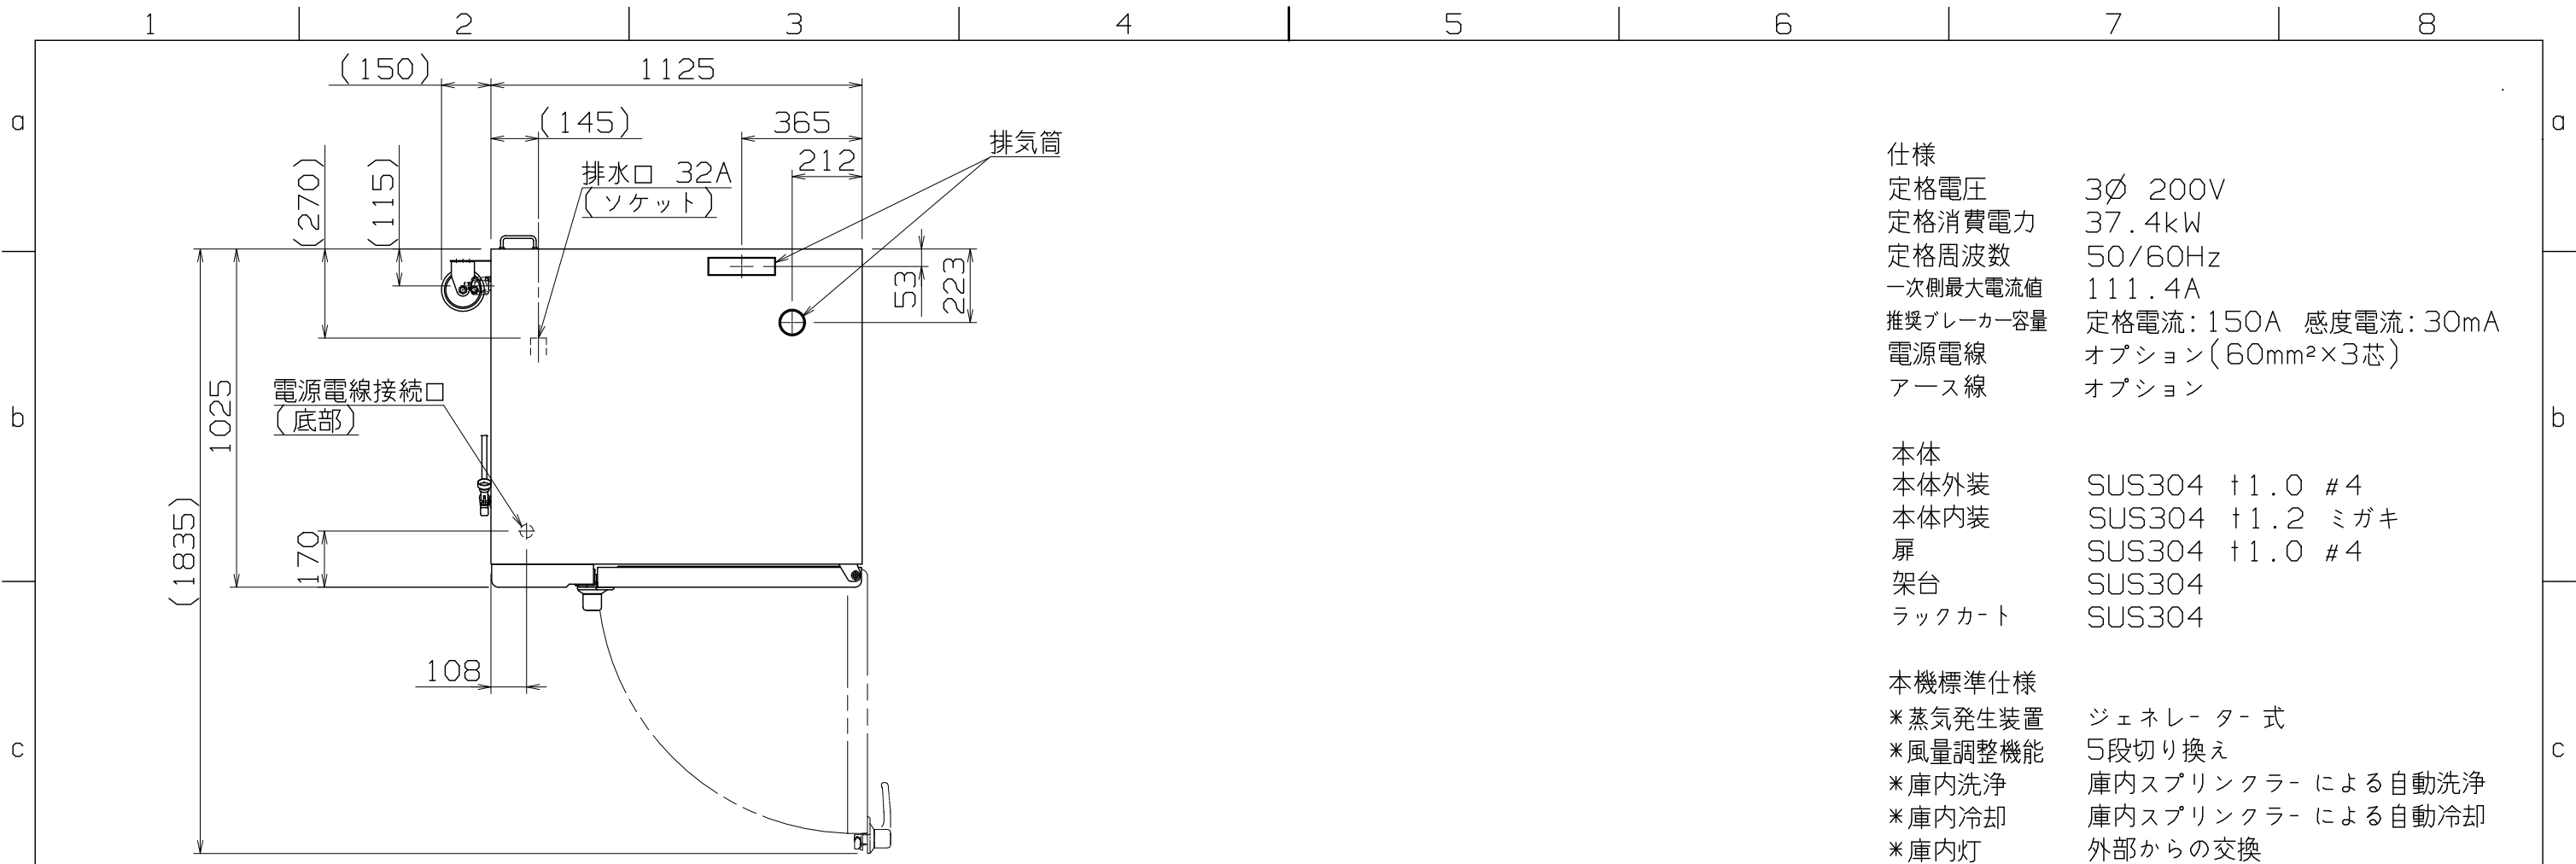 1 2 3 4 5 6 7 8
(150) 1125
a a
(145) 365
排気筒
212
排水口 32A
(ソケット)
(270)
(115)
53
223
電源電線接続口
(底部)
1025
(1835)
170
108
b b
c c
仕様
定格電圧 3Ø 200V
定格消費電力 37.4kW
定格周波数 50/60Hz
一次側最大電流値 111.4A
推奨ブレーカー容量 定格電流:150A 感度電流:30mA
電源電線 オプション(60mm²×3芯)
アース線 オプション
本体
本体外装 SUS304 t1.0 #4
本体内装 SUS304 t1.2 ミガキ
扉 SUS304 t1.0 #4
架台 SUS304
ラックカート SUS304
本機標準仕様
*蒸気発生装置 ジェネレーター式
*風量調整機能 5段切り換え
*庫内洗浄 庫内スプリンクラーによる自動洗浄
*庫内冷却 庫内スプリンクラーによる自動冷却
*庫内灯 外部からの交換